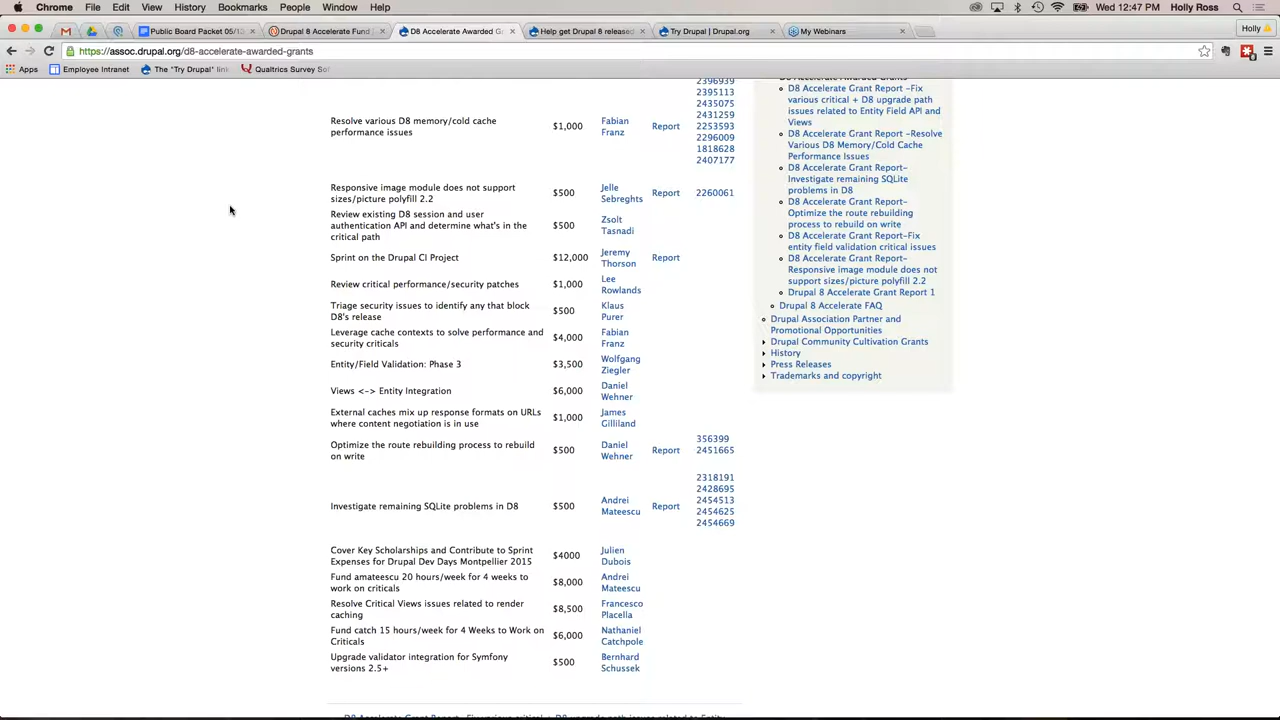 Chrome File Edit View History Bookmarks People Window Help
Wed 12:47 PM Holly Ross
Public Board Packet 05/12
Drupal 8 Accelerate Fund
D8 Accelerate Awarded Gr
Help get Drupal 8 released
Try Drupal | Drupal.org
My Webinars
Holly
https://assoc.drupal.org/d8-accelerate-awarded-grants
Apps Employee Intranet The "Try Drupal" link Qualtrics Survey Sof
2396939
2395113
2435075
2431259
2253593
2296009
1818628
2407177
Resolve various D8 memory/cold cache
performance issues
$1,000
Fabian
Franz
Report
Responsive image module does not support
sizes/picture polyfill 2.2
$500
Jelle
Sebreghts
Report
2260061
Review existing D8 session and user
authentication API and determine what's in the
critical path
$500
Zsolt
Tasnadi
Sprint on the Drupal CI Project
$12,000
Jeremy
Thorson
Report
Review critical performance/security patches
$1,000
Lee
Rowlands
Triage security issues to identify any that block
D8's release
$500
Klaus
Purer
Leverage cache contexts to solve performance and
security criticals
$4,000
Fabian
Franz
Entity/Field Validation: Phase 3
$3,500
Wolfgang
Ziegler
Views <-> Entity Integration
$6,000
Daniel
Wehner
External caches mix up response formats on URLs
where content negotiation is in use
$1,000
James
Gilliland
Optimize the route rebuilding process to rebuild
on write
$500
Daniel
Wehner
Report
356399
2451665
Investigate remaining SQLite problems in D8
$500
Andrei
Mateescu
Report
2318191
2428695
2454513
2454625
2454669
Cover Key Scholarships and Contribute to Sprint
Expenses for Drupal Dev Days Montpellier 2015
$4000
Julien
Dubois
Fund amateescu 20 hours/week for 4 weeks to
work on criticals
$8,000
Andrei
Mateescu
Resolve Critical Views issues related to render
caching
$8,500
Francesco
Placella
Fund catch 15 hours/week for 4 Weeks to Work on
Criticals
$6,000
Nathaniel
Catchpole
Upgrade validator integration for Symfony
versions 2.5+
$500
Bernhard
Schussek
D8 Accelerate Awarded Grants
D8 Accelerate Grant Report -Fix
various critical + D8 upgrade path
issues related to Entity Field API and
Views
D8 Accelerate Grant Report -Resolve
Various D8 Memory/Cold Cache
Performance Issues
D8 Accelerate Grant Report-
Investigate remaining SQLite
problems in D8
D8 Accelerate Grant Report-
Optimize the route rebuilding
process to rebuild on write
D8 Accelerate Grant Report-Fix
entity field validation critical issues
D8 Accelerate Grant Report-
Responsive image module does not
support sizes/picture polyfill 2.2
Drupal 8 Accelerate Grant Report 1
Drupal 8 Accelerate FAQ
Drupal Association Partner and
Promotional Opportunities
Drupal Community Cultivation Grants
History
Press Releases
Trademarks and copyright
D8 Accelerate Grant Report -Fix various critical + D8 upgrade path issues related to Entity